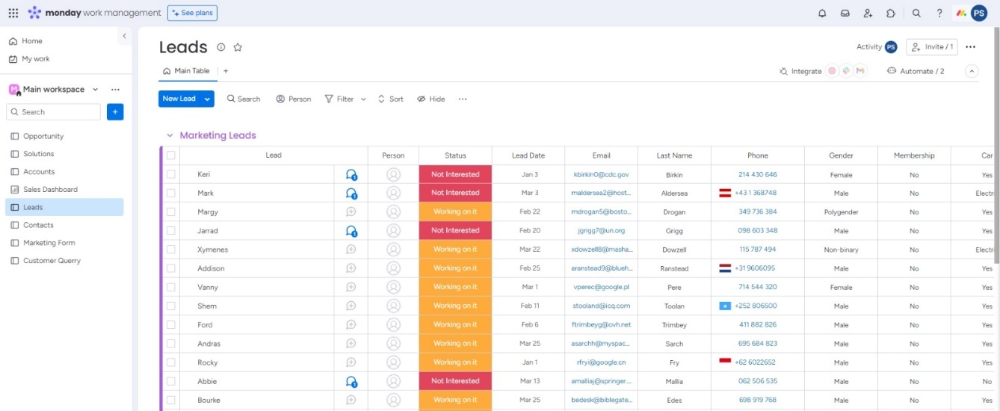 monday work management See plans PS
Home
My work
M Main workspace
Search
Opportunity
Solutions
Accounts
Sales Dashboard
Leads
Contacts
Marketing Form
Customer Querry
Leads Activity PS Invite / 1
Main Table + Integrate Automate / 2
New Lead Search Person Filter Sort Hide
Marketing Leads
Lead Person Status Lead Date Email Last Name Phone Gender Membership Car
Keri 1 Not Interested Jan 3 kbirkin0@cdc.gov Birkin 214 430 646 Female No Yes
Mark 1 Not Interested Mar 3 maldersea2@host... Aldersea +43 1 368748 Male No Electri
Margy Working on it Feb 22 mdrogan5@bosto... Drogan 349 736 384 Polygender No Yes
Jarrad 1 Not Interested Feb 20 jgrigg7@un.org Grigg 098 603 348 Male No Yes
Xymenes Working on it Mar 22 xdowzell8@masha... Dowzell 115 787 494 Non-binary No Electri
Addison Working on it Feb 25 aranstead9@blueh... Ranstead +31 9606095 Male No Yes
Vanny Working on it Mar 1 vperec@google.pl Pere 714 544 320 Female No Yes
Shem Working on it Feb 11 stooland@icq.com Toolan +252 806500 Male No Yes
Ford Working on it Feb 6 ftrimbeyg@ovh.net Trimbey 411 882 826 Male No Yes
Andras Working on it Mar 25 asarchh@myspac... Sarch 695 684 823 Male No Yes
Rocky Working on it Jan 1 rfryi@google.cn Fry +62 6022652 Male No Yes
Abbie 1 Not Interested Mar 13 amalliaj@springer.... Mallia 062 506 535 Male No No
Bourke Working on it Mar 25 bedesk@biblegate... Edes 698 919 768 Male No Yes